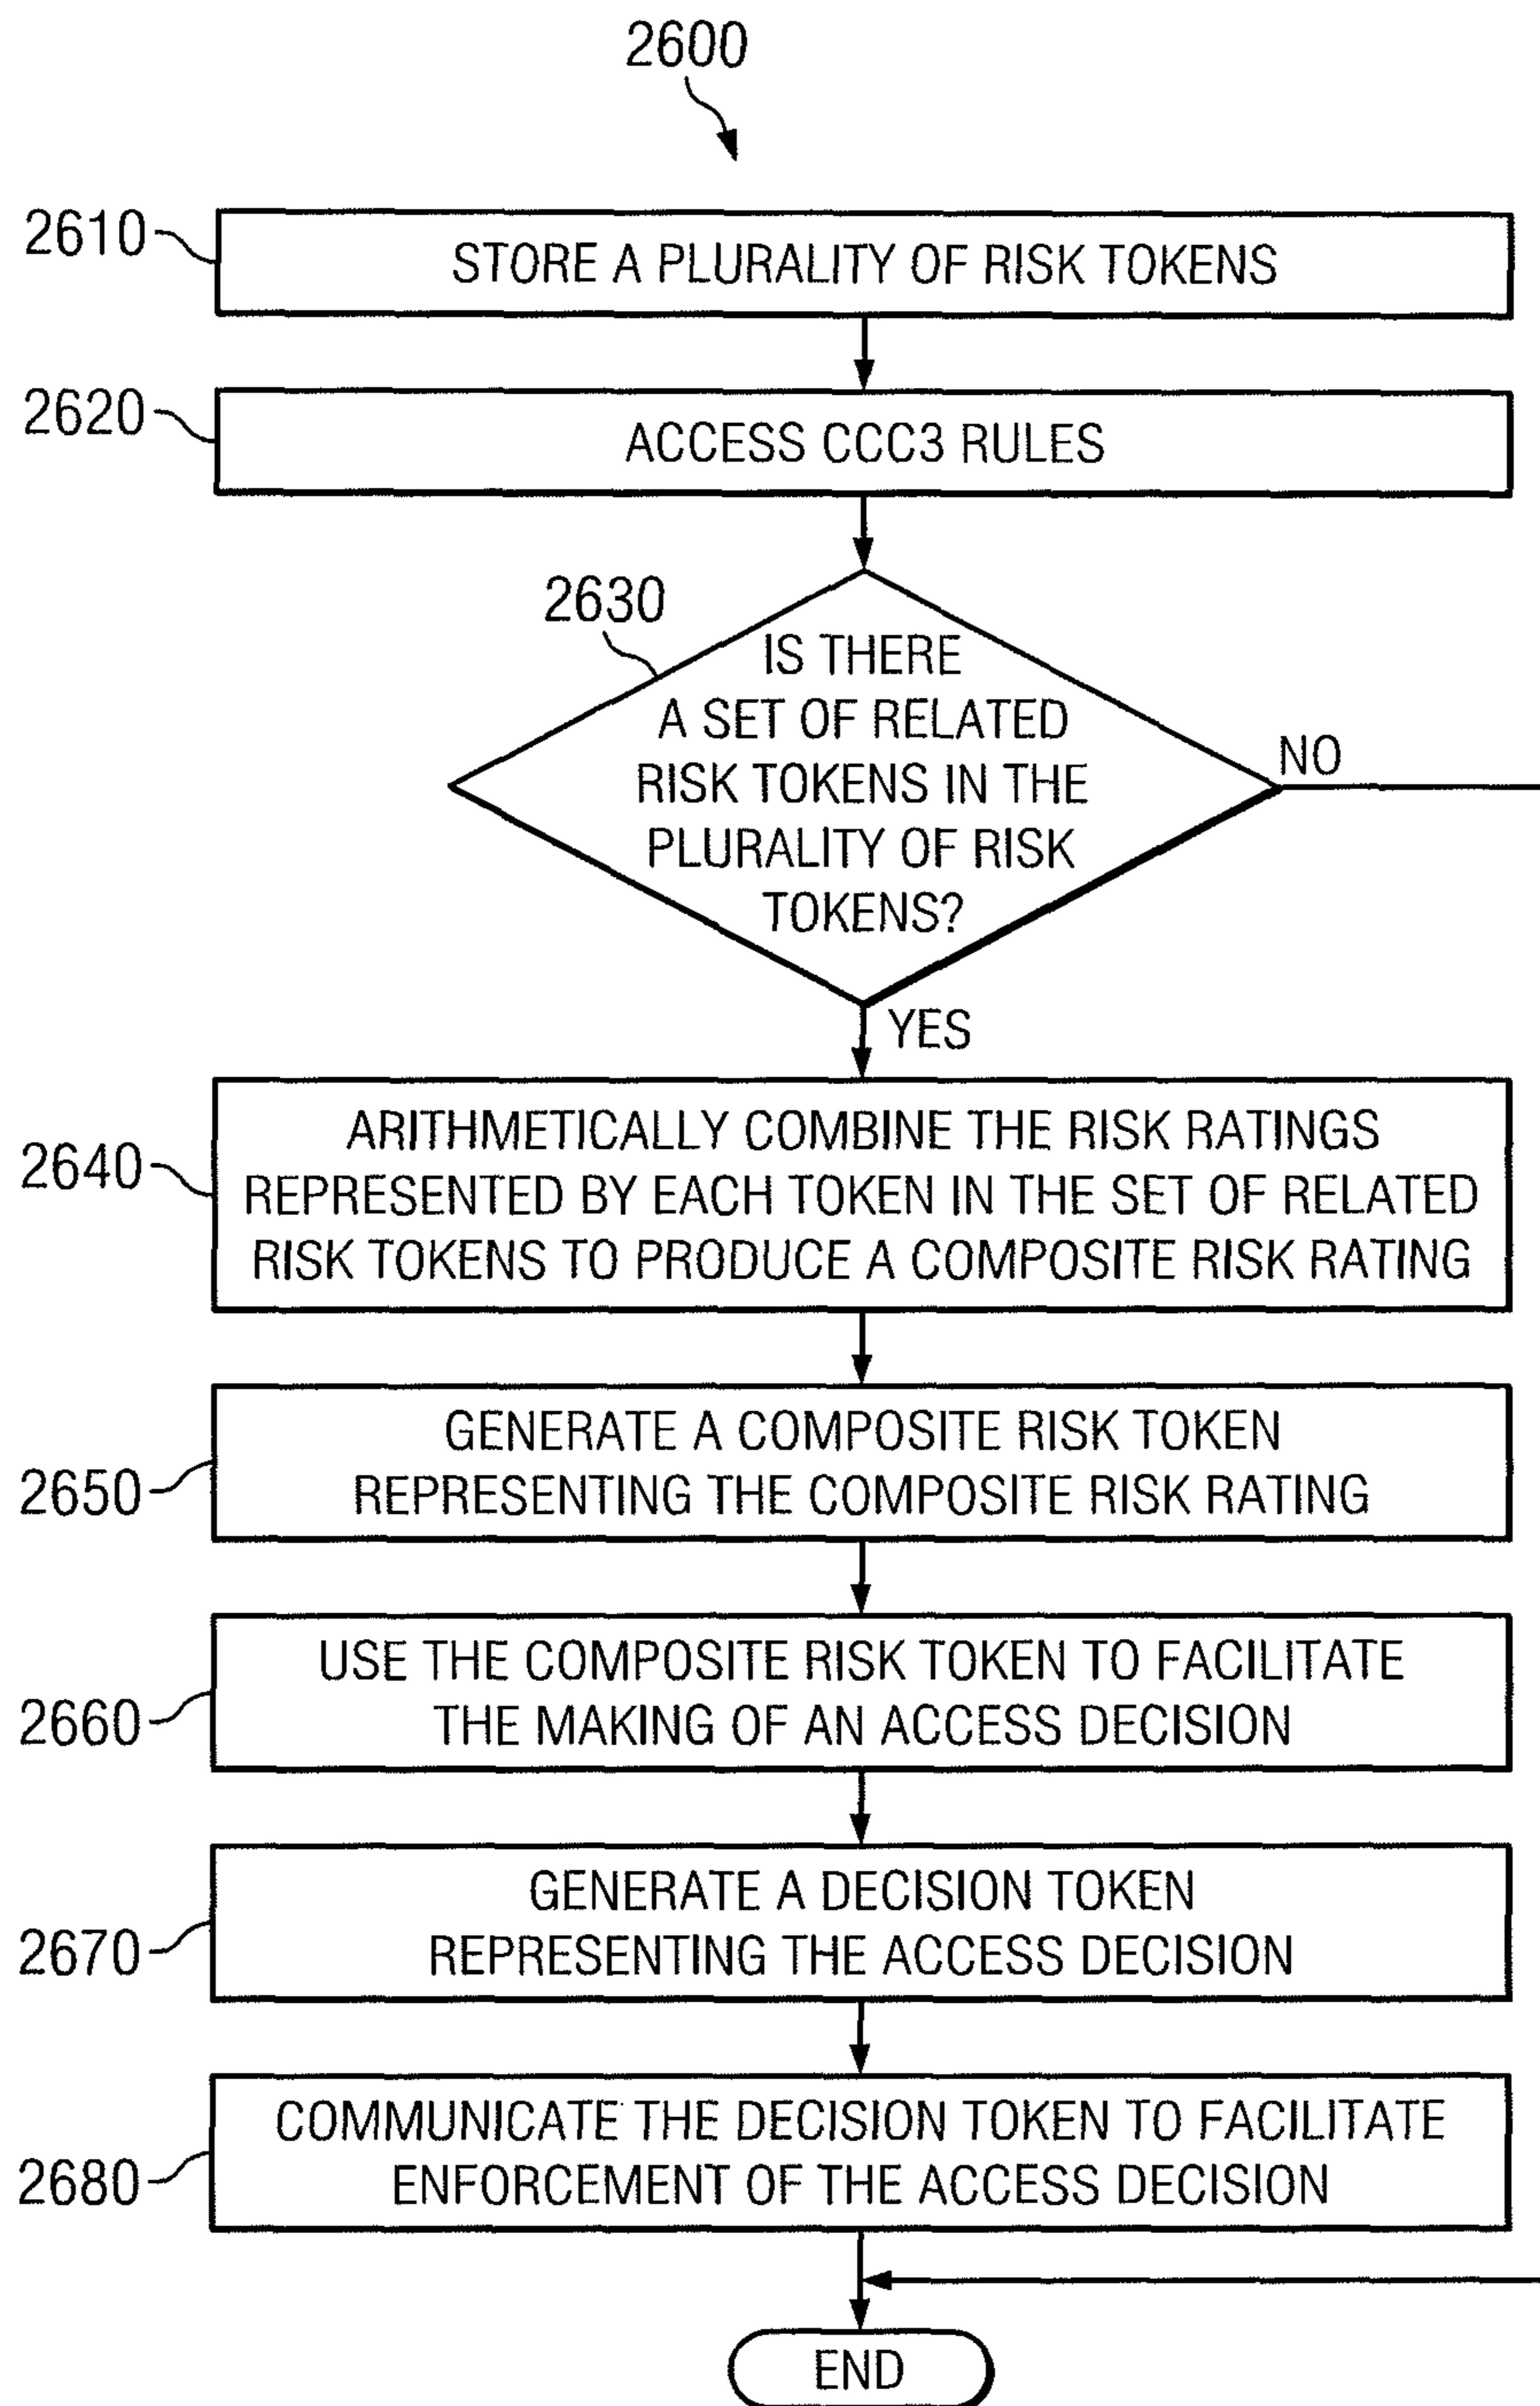 2600
2610
STORE A PLURALITY OF RISK TOKENS
2620
ACCESS CCC3 RULES
2630
IS THERE
A SET OF RELATED
RISK TOKENS IN THE
PLURALITY OF RISK
TOKENS?
NO
YES
2640
ARITHMETICALLY COMBINE THE RISK RATINGS
REPRESENTED BY EACH TOKEN IN THE SET OF RELATED
RISK TOKENS TO PRODUCE A COMPOSITE RISK RATING
2650
GENERATE A COMPOSITE RISK TOKEN
REPRESENTING THE COMPOSITE RISK RATING
2660
USE THE COMPOSITE RISK TOKEN TO FACILITATE
THE MAKING OF AN ACCESS DECISION
2670
GENERATE A DECISION TOKEN
REPRESENTING THE ACCESS DECISION
2680
COMMUNICATE THE DECISION TOKEN TO FACILITATE
ENFORCEMENT OF THE ACCESS DECISION
END